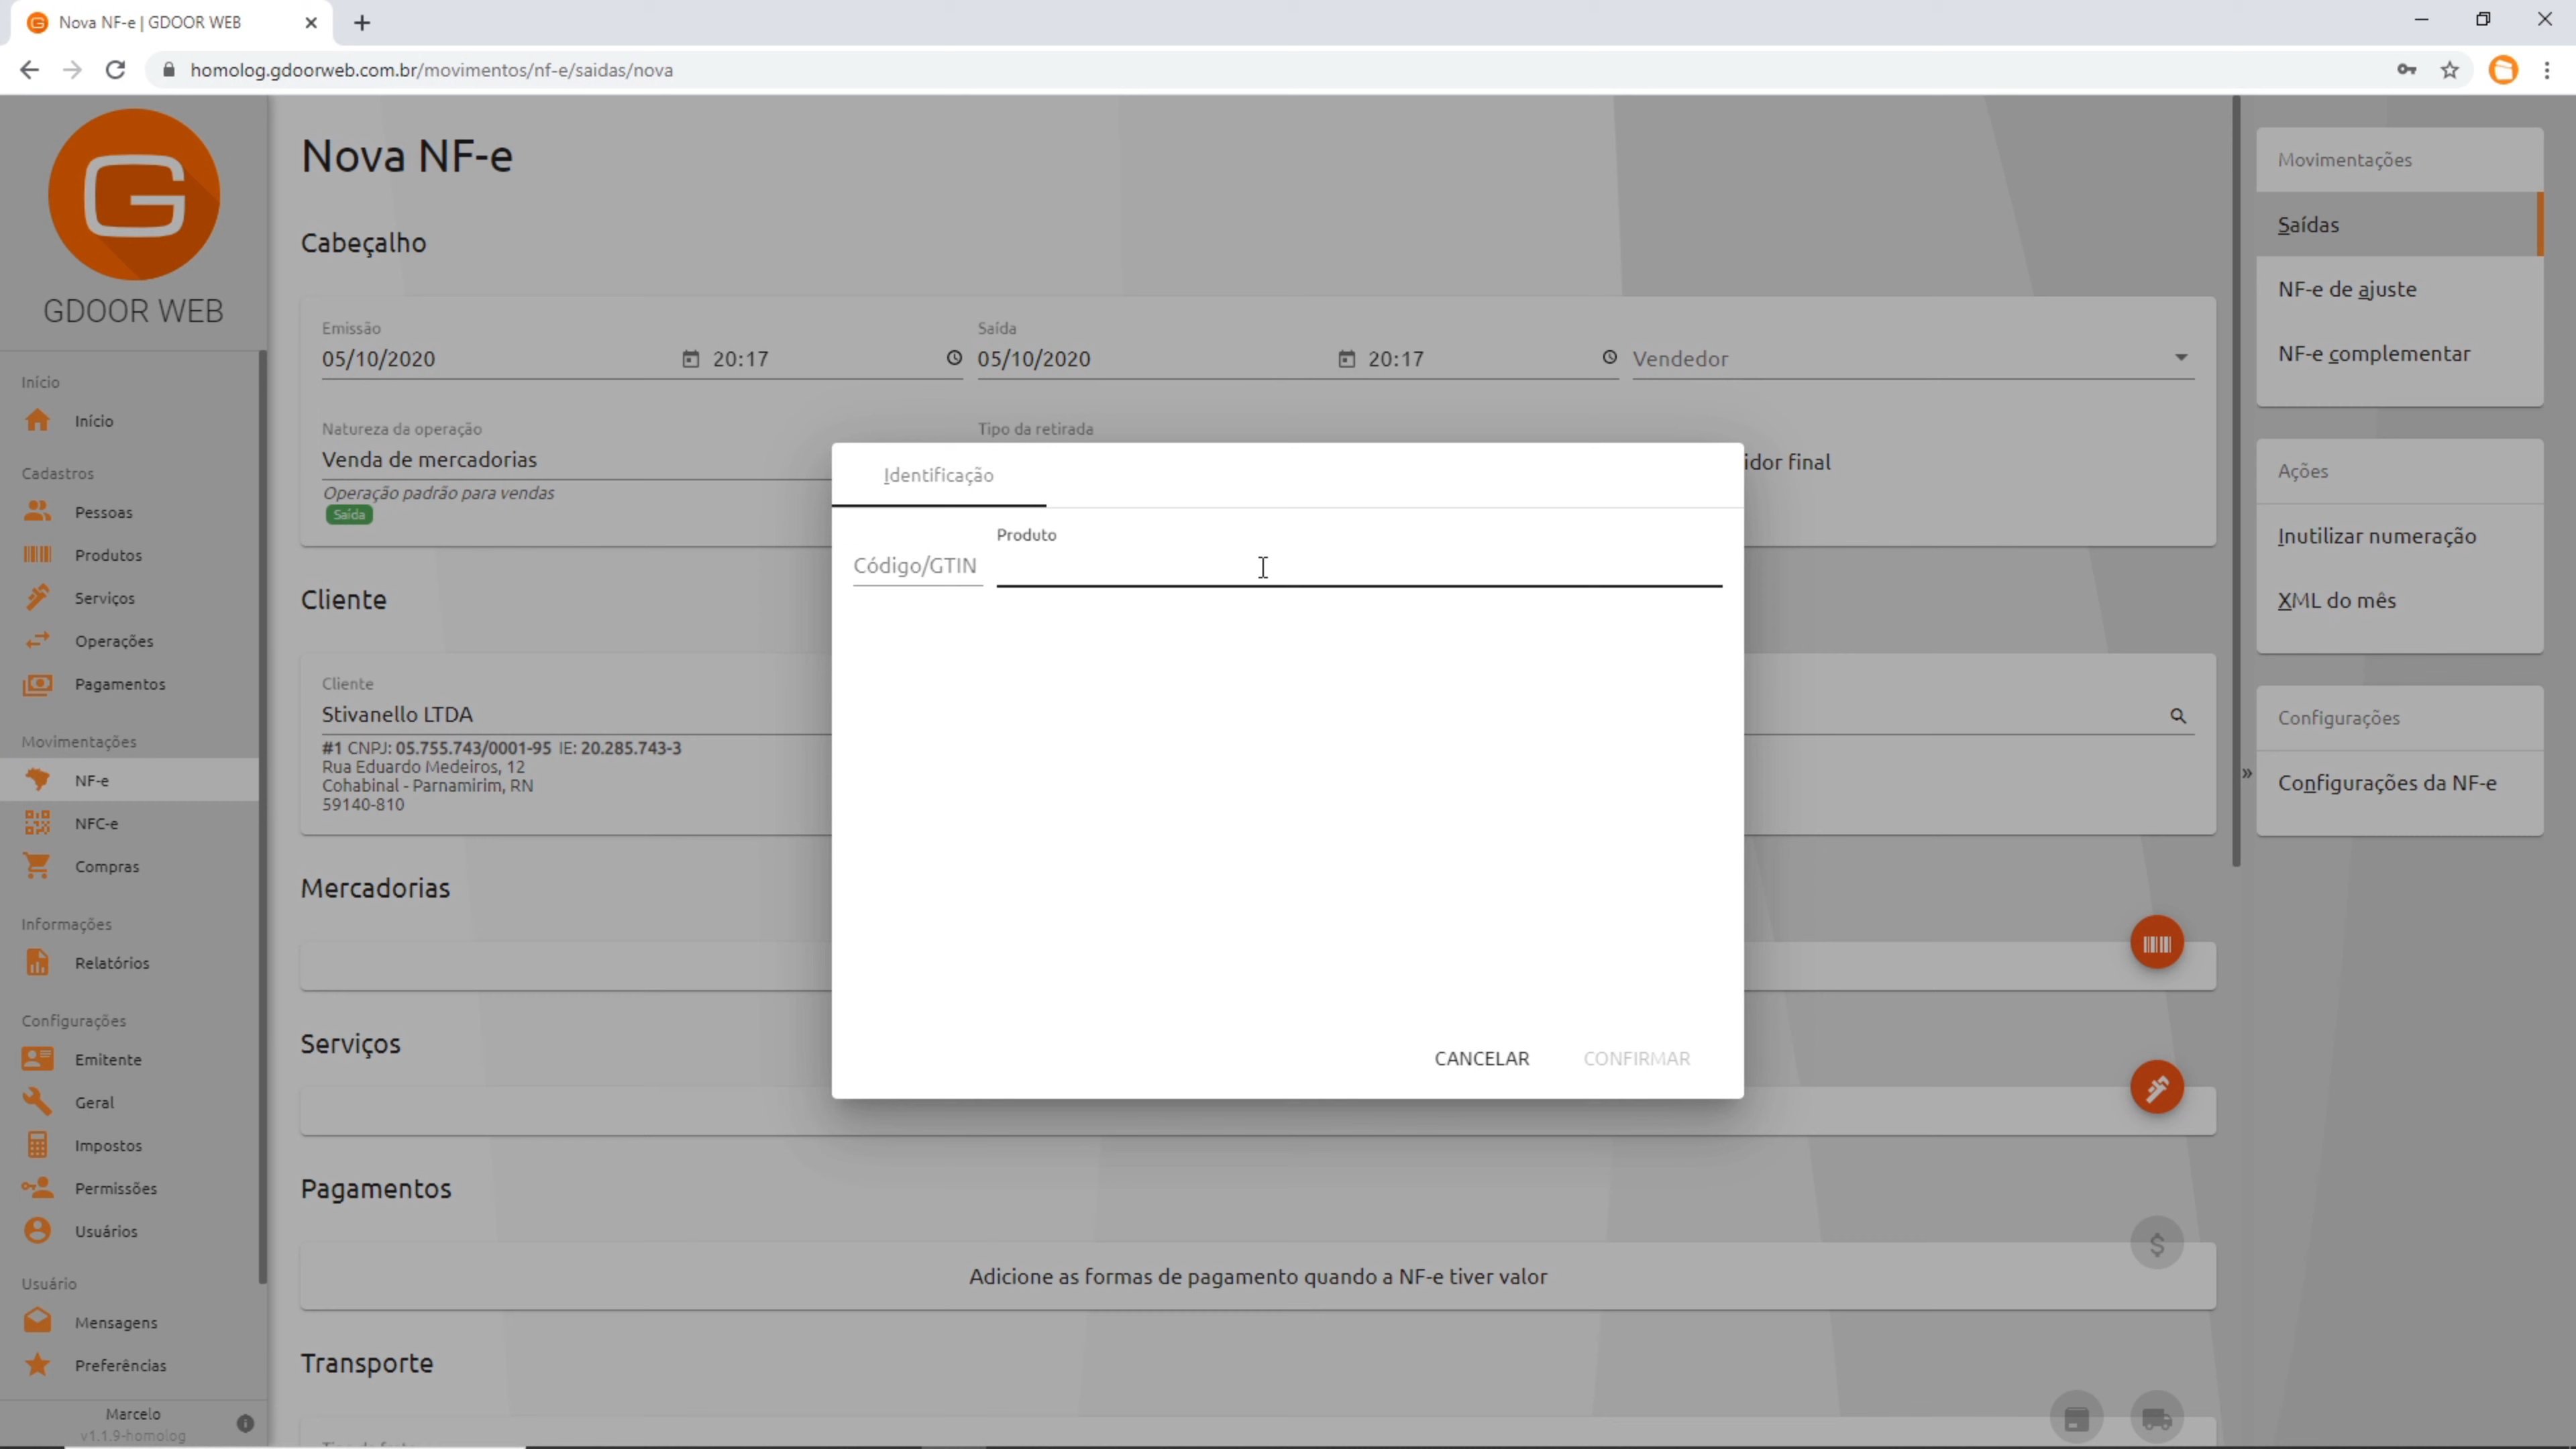 Nova NF-e | GDOOR WEB
homolog.gdoorweb.com.br/movimentos/nf-e/saidas/nova
G
GDOOR WEB
Início
Início
Cadastros
Pessoas
Produtos
Serviços
Operações
Pagamentos
Movimentações
NF-e
NFC-e
Compras
Informações
Relatórios
Configurações
Emitente
Geral
Impostos
Permissões
Usuários
Usuário
Mensagens
Preferências
Marcelo
v1.1.9-homolog
Nova NF-e
Cabeçalho
Emissão
05/10/2020 20:17
Saída
05/10/2020 20:17
Vendedor
Natureza da operação
Venda de mercadorias
Operação padrão para vendas
Saída
Tipo da retirada
idor final
Cliente
Cliente
Stivanello LTDA
#1 CNPJ: 05.755.743/0001-95 IE: 20.285.743-3
Rua Eduardo Medeiros, 12
Cohabinal - Parnamirim, RN
59140-810
Mercadorias
Serviços
Pagamentos
Adicione as formas de pagamento quando a NF-e tiver valor
Transporte
Identificação
Produto
Código/GTIN
CANCELAR CONFIRMAR
Movimentações
Saídas
NF-e de ajuste
NF-e complementar
Ações
Inutilizar numeração
XML do mês
Configurações
Configurações da NF-e